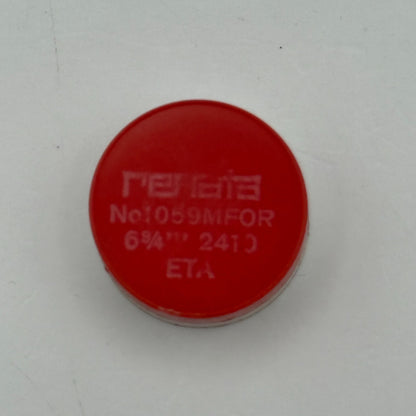 renata
No1059MFOR
6¾''' 2410
ETA